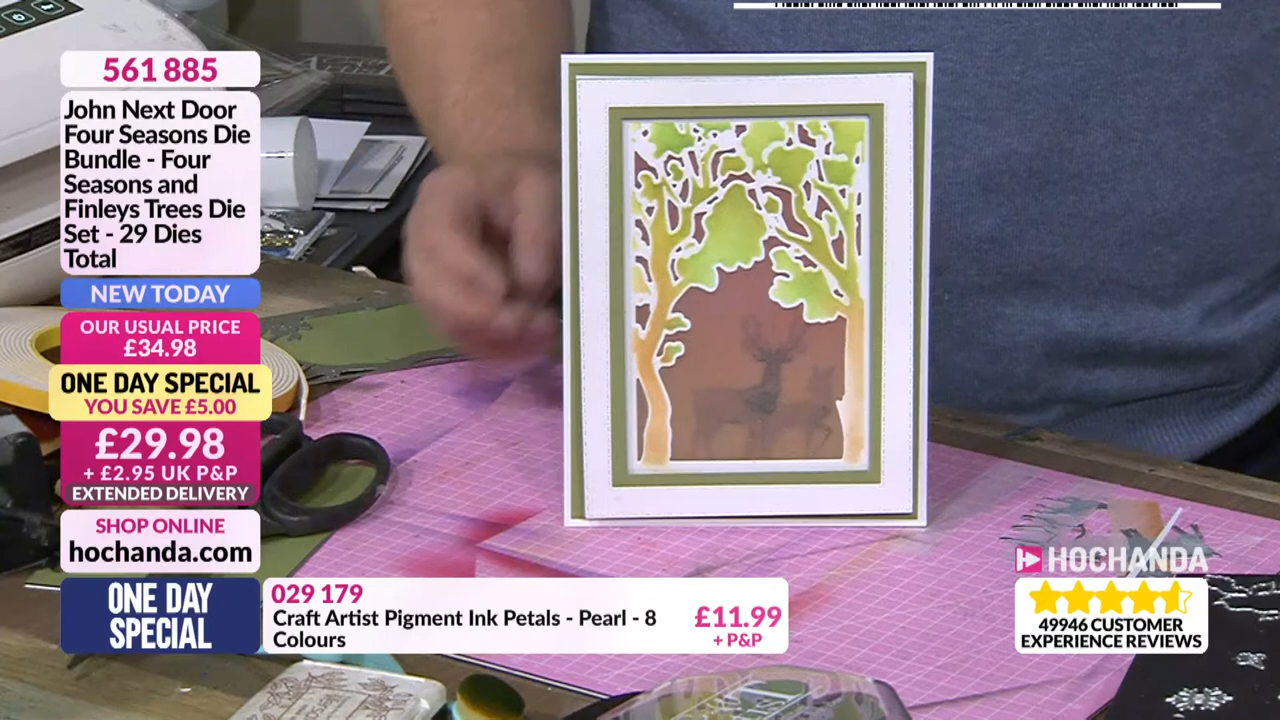 561 885
John Next Door
Four Seasons Die
Bundle - Four
Seasons and
Finleys Trees Die
Set - 29 Dies
Total
NEW TODAY
OUR USUAL PRICE
£34.98
ONE DAY SPECIAL
YOU SAVE £5.00
£29.98
+ £2.95 UK P&P
EXTENDED DELIVERY
SHOP ONLINE
hochanda.com
ONE DAY
SPECIAL
029 179
Craft Artist Pigment Ink Petals - Pearl - 8
Colours
£11.99
+ P&P
HOCHANDA
49946 CUSTOMER
EXPERIENCE REVIEWS